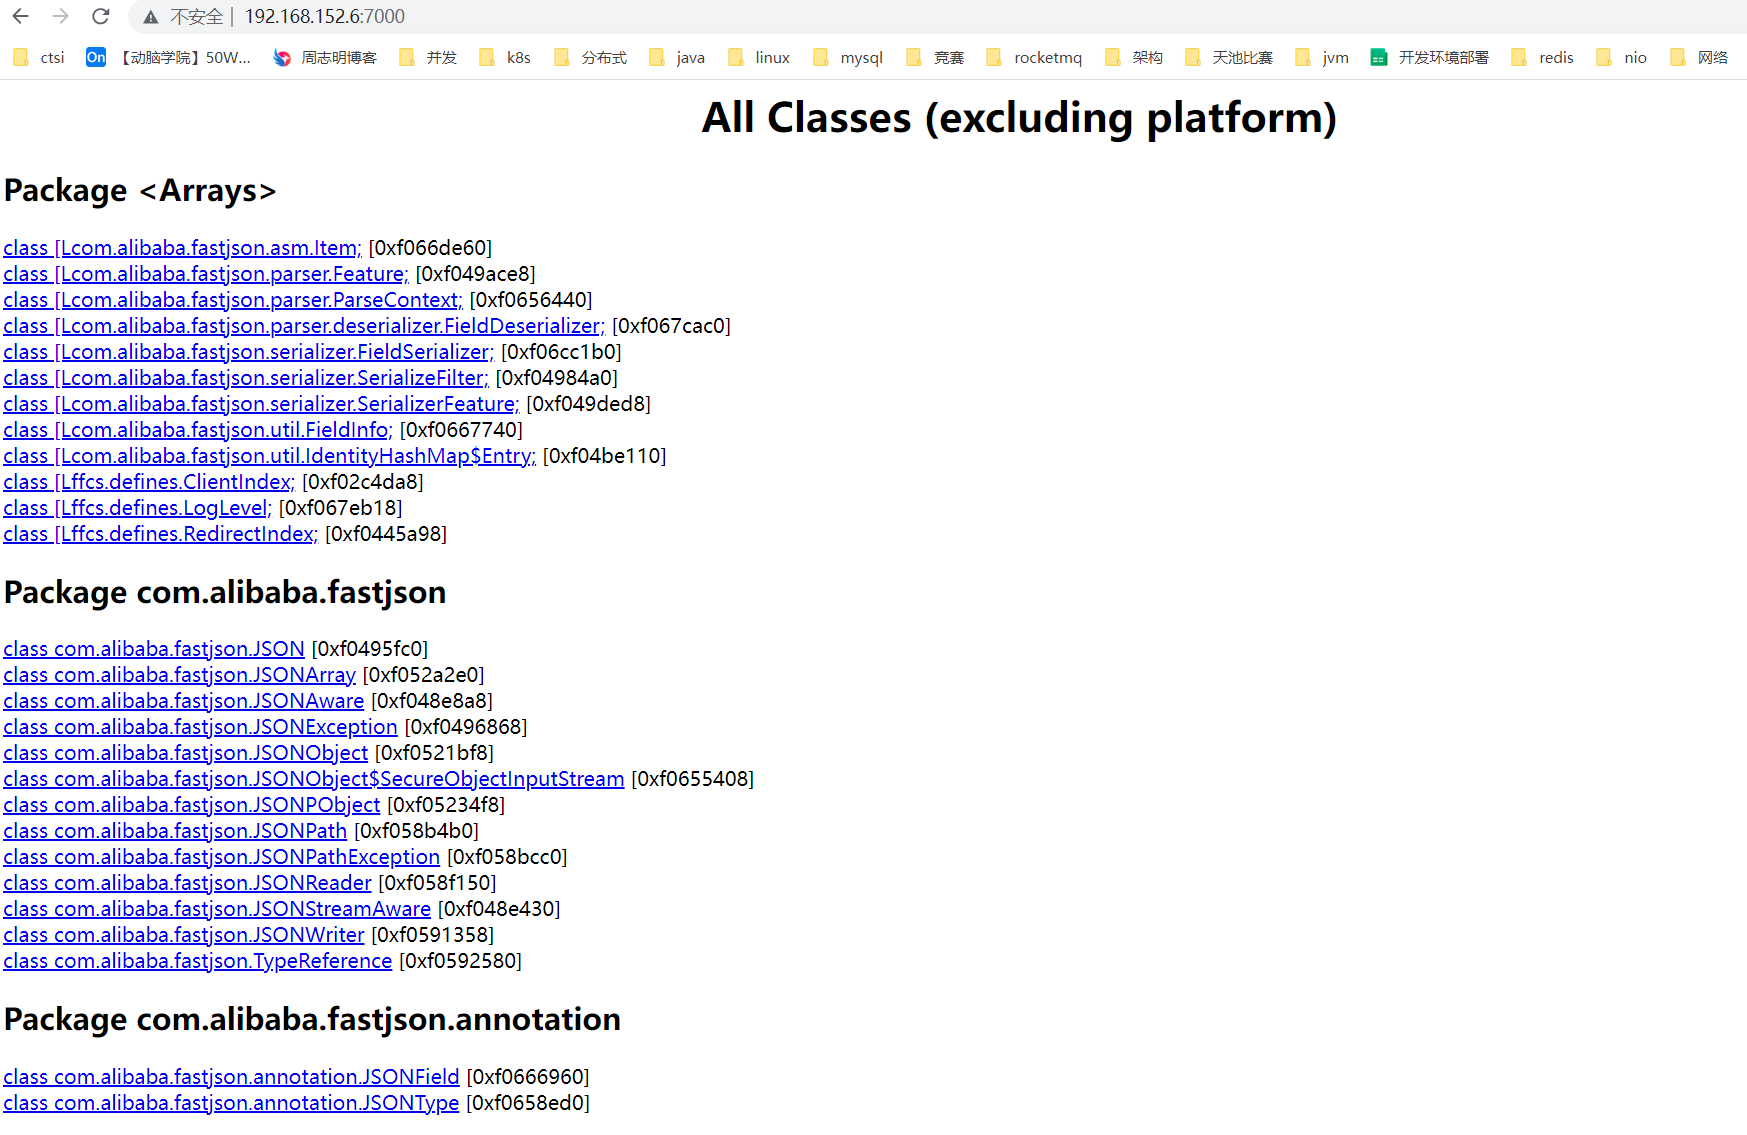 不安全 | 192.168.152.6:7000
ctsi On 【动脑学院】50W... 周志明博客 并发 k8s 分布式 java linux mysql 竞赛 rocketmq 架构 天池比赛 jvm 开发环境部署 redis nio 网络
All Classes (excluding platform)
Package <Arrays>
class [Lcom.alibaba.fastjson.asm.Item; [0xf066de60]
class [Lcom.alibaba.fastjson.parser.Feature; [0xf049ace8]
class [Lcom.alibaba.fastjson.parser.ParseContext; [0xf0656440]
class [Lcom.alibaba.fastjson.parser.deserializer.FieldDeserializer; [0xf067cac0]
class [Lcom.alibaba.fastjson.serializer.FieldSerializer; [0xf06cc1b0]
class [Lcom.alibaba.fastjson.serializer.SerializeFilter; [0xf04984a0]
class [Lcom.alibaba.fastjson.serializer.SerializerFeature; [0xf049ded8]
class [Lcom.alibaba.fastjson.util.FieldInfo; [0xf0667740]
class [Lcom.alibaba.fastjson.util.IdentityHashMap$Entry; [0xf04be110]
class [Lffcs.defines.ClientIndex; [0xf02c4da8]
class [Lffcs.defines.LogLevel; [0xf067eb18]
class [Lffcs.defines.RedirectIndex; [0xf0445a98]
Package com.alibaba.fastjson
class com.alibaba.fastjson.JSON [0xf0495fc0]
class com.alibaba.fastjson.JSONArray [0xf052a2e0]
class com.alibaba.fastjson.JSONAware [0xf048e8a8]
class com.alibaba.fastjson.JSONException [0xf0496868]
class com.alibaba.fastjson.JSONObject [0xf0521bf8]
class com.alibaba.fastjson.JSONObject$SecureObjectInputStream [0xf0655408]
class com.alibaba.fastjson.JSONPObject [0xf05234f8]
class com.alibaba.fastjson.JSONPath [0xf058b4b0]
class com.alibaba.fastjson.JSONPathException [0xf058bcc0]
class com.alibaba.fastjson.JSONReader [0xf058f150]
class com.alibaba.fastjson.JSONStreamAware [0xf048e430]
class com.alibaba.fastjson.JSONWriter [0xf0591358]
class com.alibaba.fastjson.TypeReference [0xf0592580]
Package com.alibaba.fastjson.annotation
class com.alibaba.fastjson.annotation.JSONField [0xf0666960]
class com.alibaba.fastjson.annotation.JSONType [0xf0658ed0]